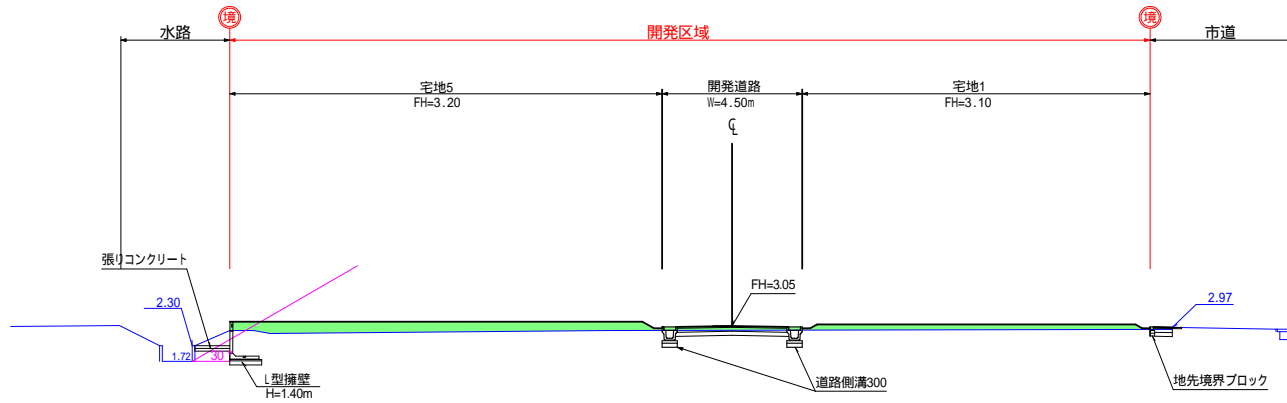 境
境
水路
開発区域
市道
宅地5
FH=3.20
開発道路
W=4.50m
宅地1
FH=3.10
℄
張りコンクリート
2.30
FH=3.05
2.97
1.72
30
L型擁壁
H=1.40m
道路側溝300
地先境界ブロック